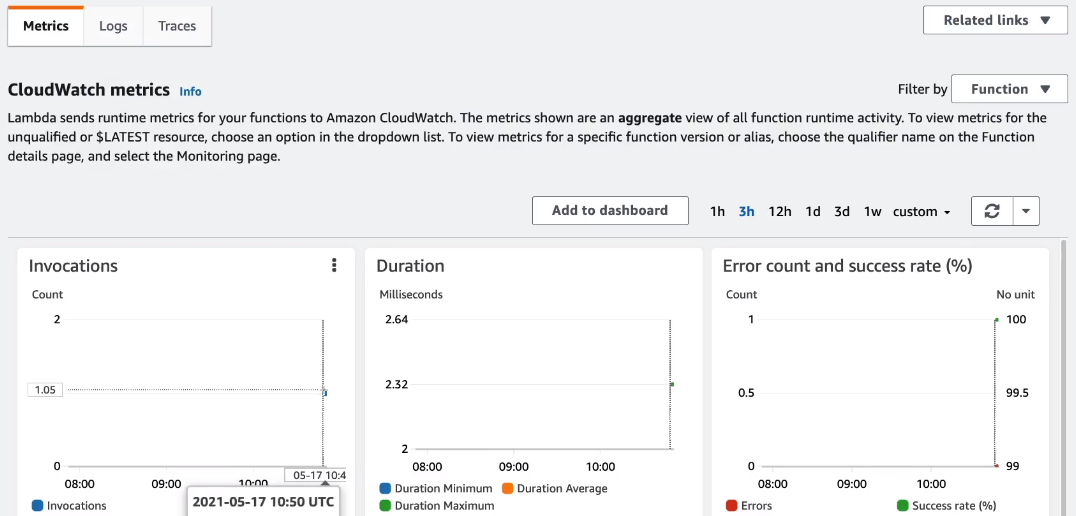 Metrics
Logs
Traces
Related links
CloudWatch metrics Info
Filter by Function
Lambda sends runtime metrics for your functions to Amazon CloudWatch. The metrics shown are an aggregate view of all function runtime activity. To view metrics for the
unqualified or $LATEST resource, choose an option in the dropdown list. To view metrics for a specific function version or alias, choose the qualifier name on the Function
details page, and select the Monitoring page.
Add to dashboard 1h 3h 12h 1d 3d 1w custom
Invocations
Count
2
1.05
0
08:00 09:00 10:00
05-17 10:4
2021-05-17 10:50 UTC
Invocations
Duration
Milliseconds
2.64
2.32
2
08:00 09:00 10:00
Duration Minimum Duration Average
Duration Maximum
Error count and success rate (%)
Count No unit
1 100
0.5 99.5
0 99
08:00 09:00 10:00
Errors Success rate (%)